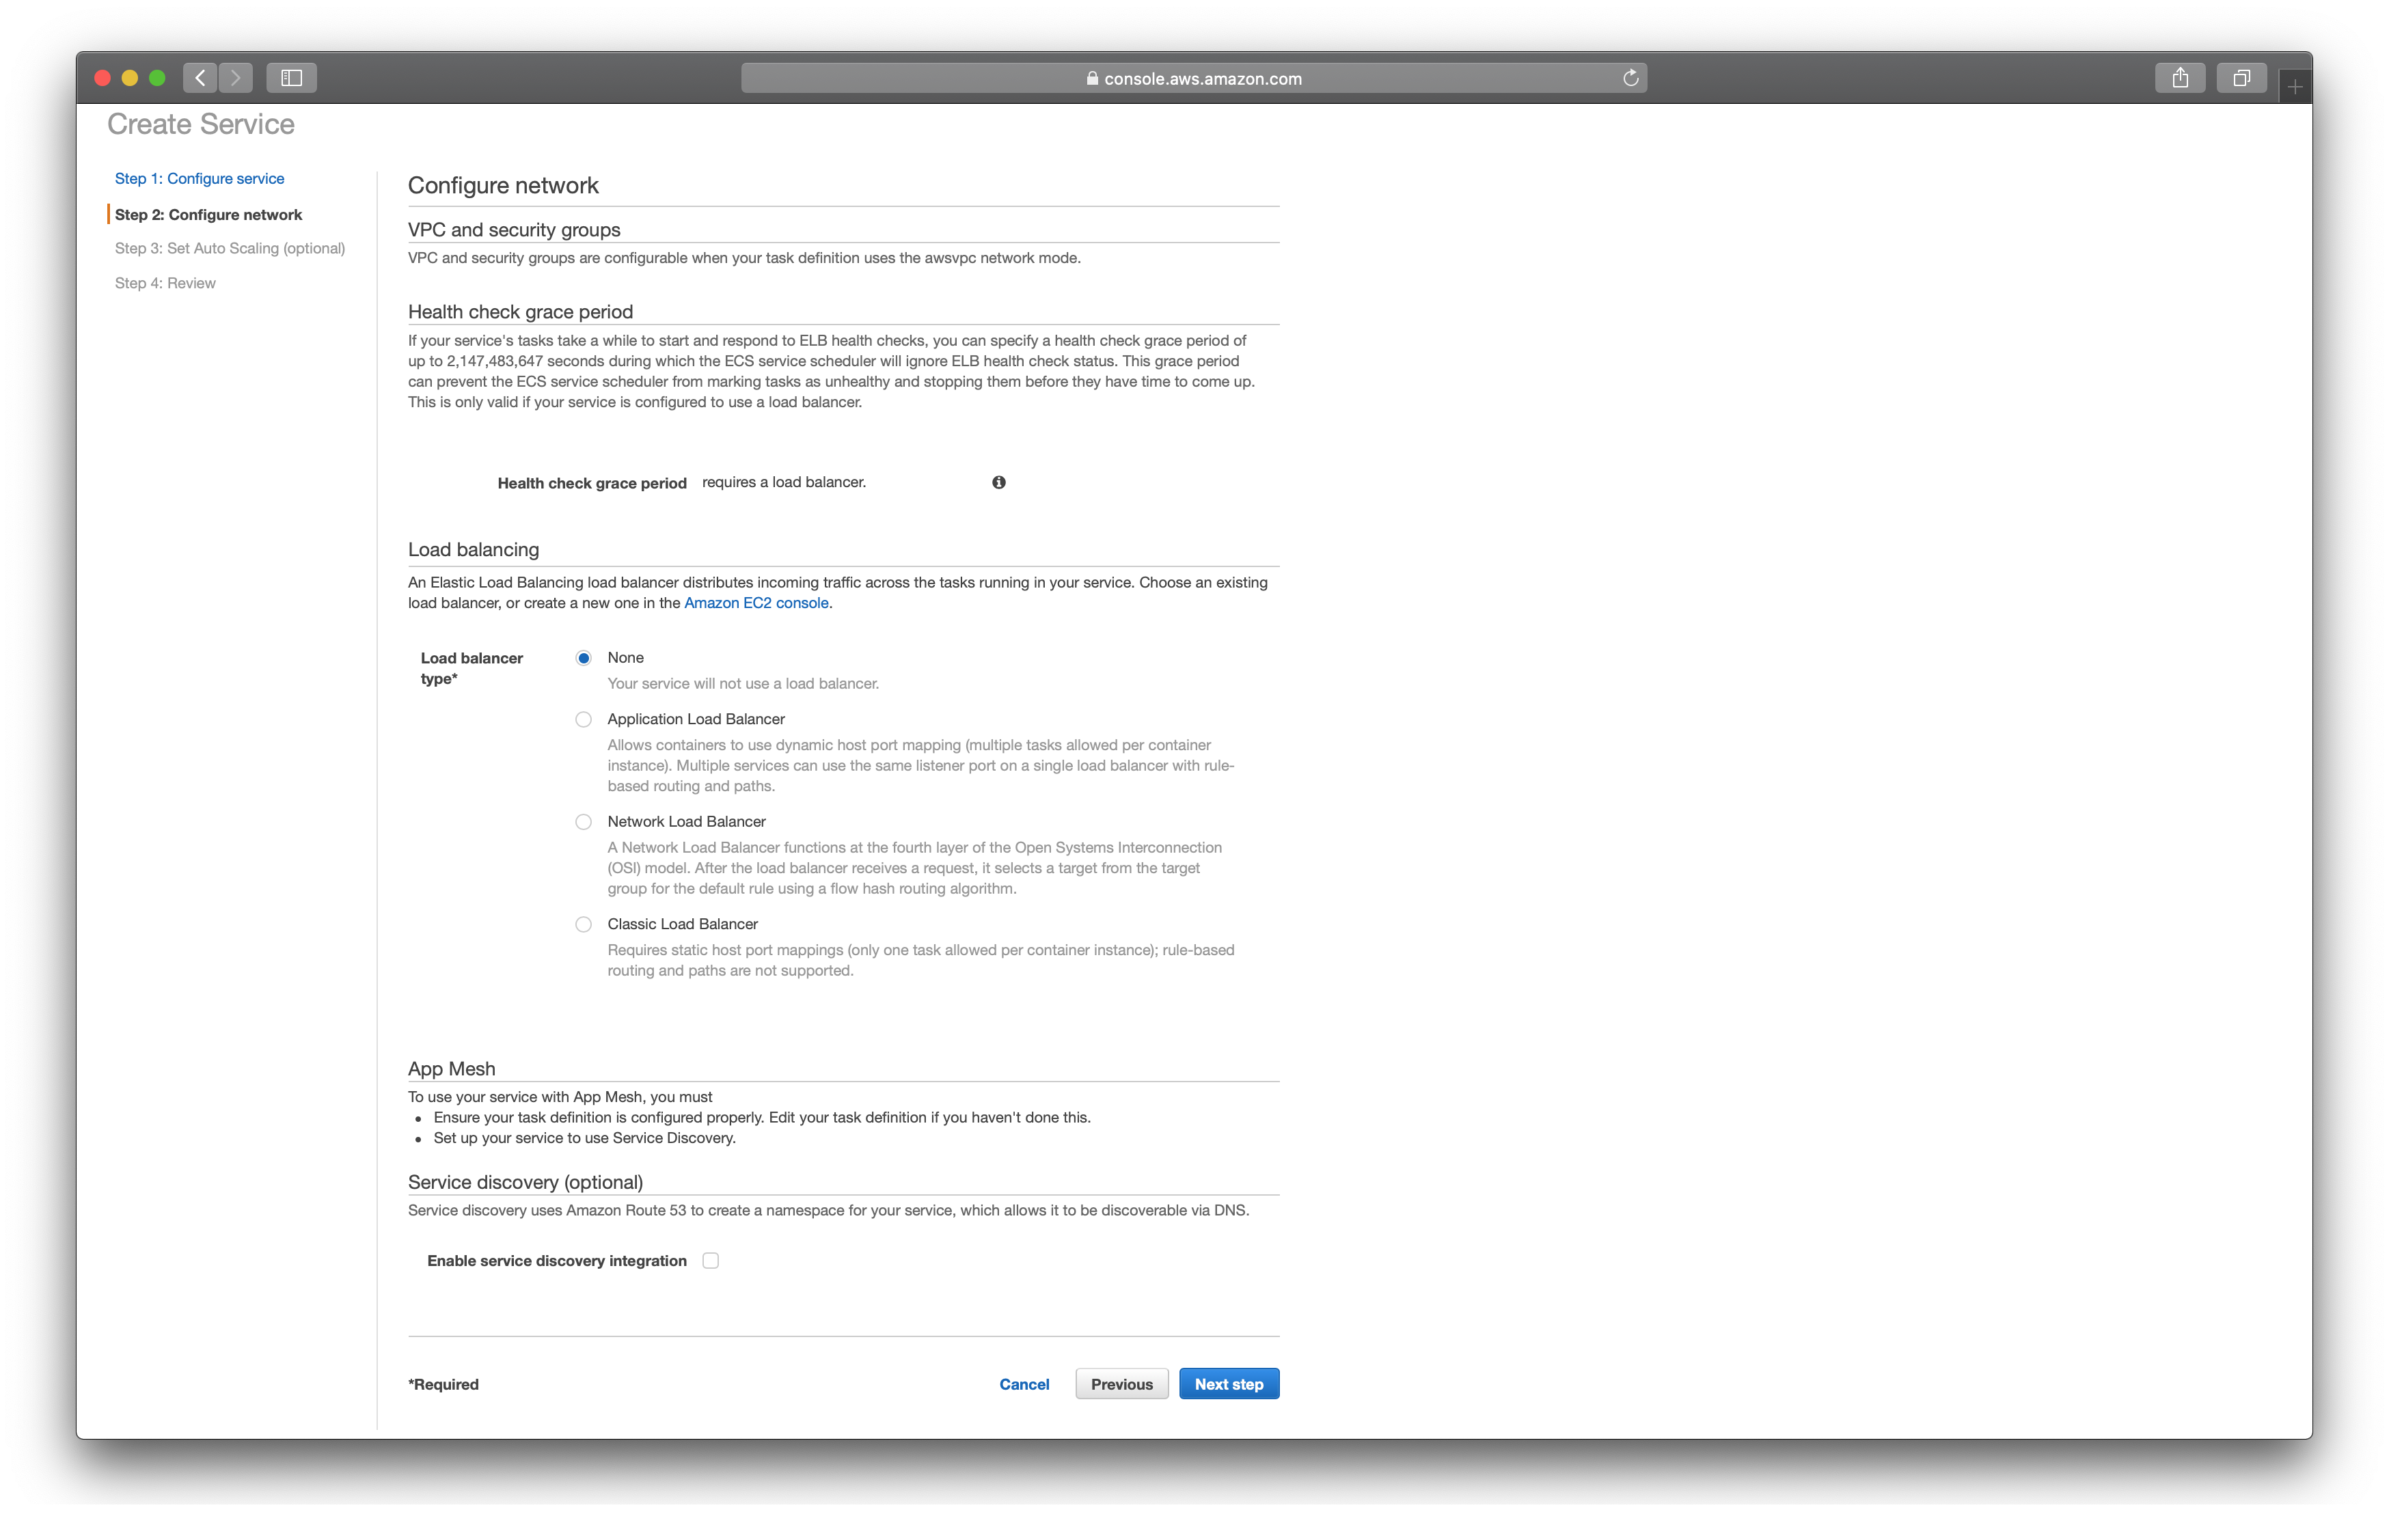 console.aws.amazon.com
Create Service
Step 1: Configure service
Step 2: Configure network
Step 3: Set Auto Scaling (optional)
Step 4: Review
Configure network
VPC and security groups
VPC and security groups are configurable when your task definition uses the awsvpc network mode.
Health check grace period
If your service's tasks take a while to start and respond to ELB health checks, you can specify a health check grace period of
up to 2,147,483,647 seconds during which the ECS service scheduler will ignore ELB health check status. This grace period
can prevent the ECS service scheduler from marking tasks as unhealthy and stopping them before they have time to come up.
This is only valid if your service is configured to use a load balancer.
Health check grace period requires a load balancer.
Load balancing
An Elastic Load Balancing load balancer distributes incoming traffic across the tasks running in your service. Choose an existing
load balancer, or create a new one in the Amazon EC2 console.
Load balancer
type*
None
Your service will not use a load balancer.
Application Load Balancer
Allows containers to use dynamic host port mapping (multiple tasks allowed per container
instance). Multiple services can use the same listener port on a single load balancer with rule-
based routing and paths.
Network Load Balancer
A Network Load Balancer functions at the fourth layer of the Open Systems Interconnection
(OSI) model. After the load balancer receives a request, it selects a target from the target
group for the default rule using a flow hash routing algorithm.
Classic Load Balancer
Requires static host port mappings (only one task allowed per container instance); rule-based
routing and paths are not supported.
App Mesh
To use your service with App Mesh, you must
• Ensure your task definition is configured properly. Edit your task definition if you haven't done this.
• Set up your service to use Service Discovery.
Service discovery (optional)
Service discovery uses Amazon Route 53 to create a namespace for your service, which allows it to be discoverable via DNS.
Enable service discovery integration
*Required
Cancel
Previous
Next step